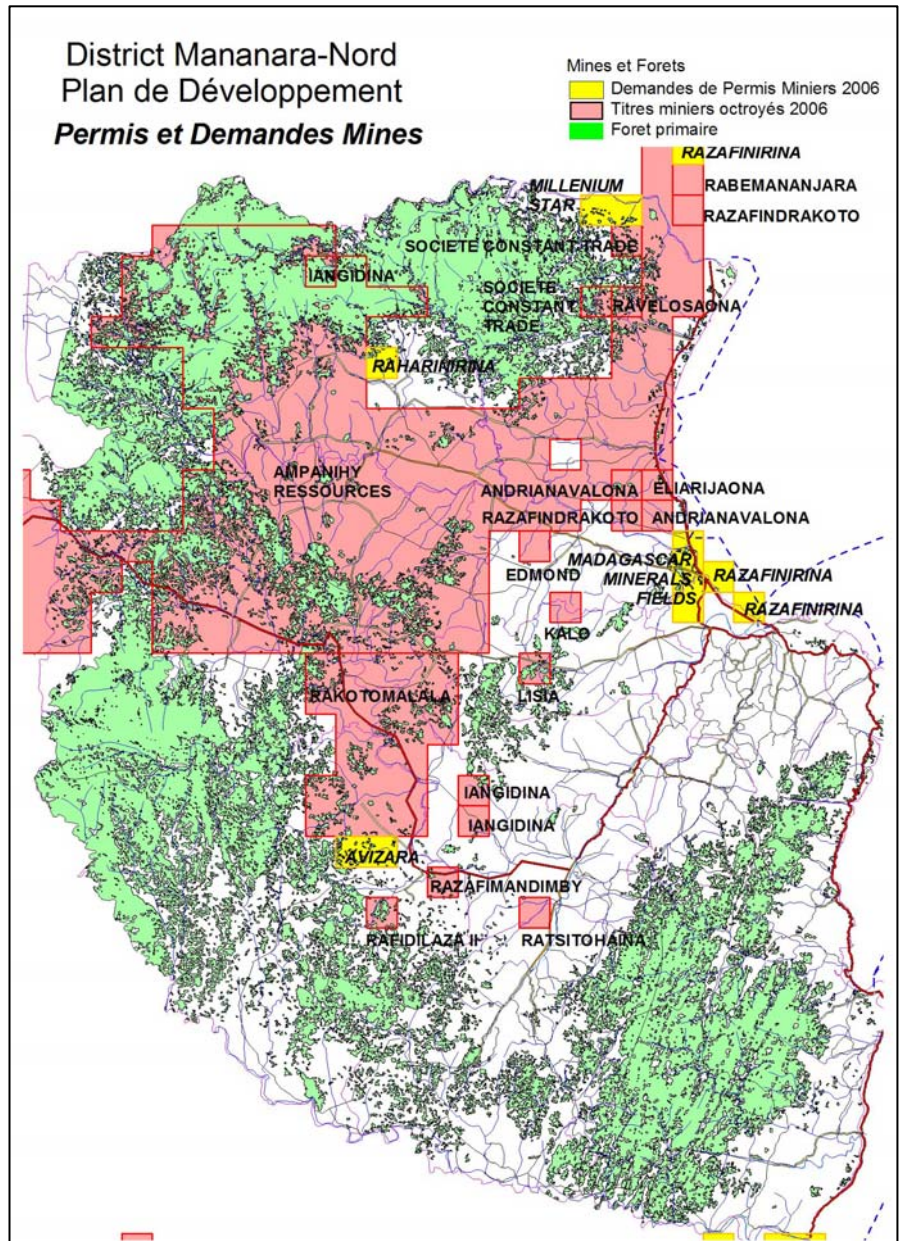 District Mananara-Nord
Plan de Développement
Permis et Demandes Mines
Mines et Forets
Demandes de Permis Miniers 2006
Titres miniers octroyés 2006
Foret primaire
RAZAFINIRINA
RABEMANANJARA
RAZAFINDRAKOTO
MILLENIUM
STAR
SOCIETE CONSTANT TRADE
IANGIDINA
SOCIETE
CONSTANT
TRADE
RAVELOSAONA
RAHARINIRINA
AMPANIHY
RESSOURCES
ANDRIANAVALONA
ELIARIJAONA
RAZAFINDRAKOTO
ANDRIANAVALONA
EDMOND
MADAGASCAR
MINERALS
FIELDS
RAZAFINIRINA
RAZAFINIRINA
KALO
RAKOTOMALALA
LISIA
IANGIDINA
IANGIDINA
AVIZARA
RAZAFIMANDIMBY
RAFIDILAZA II
RATSITOHAINA